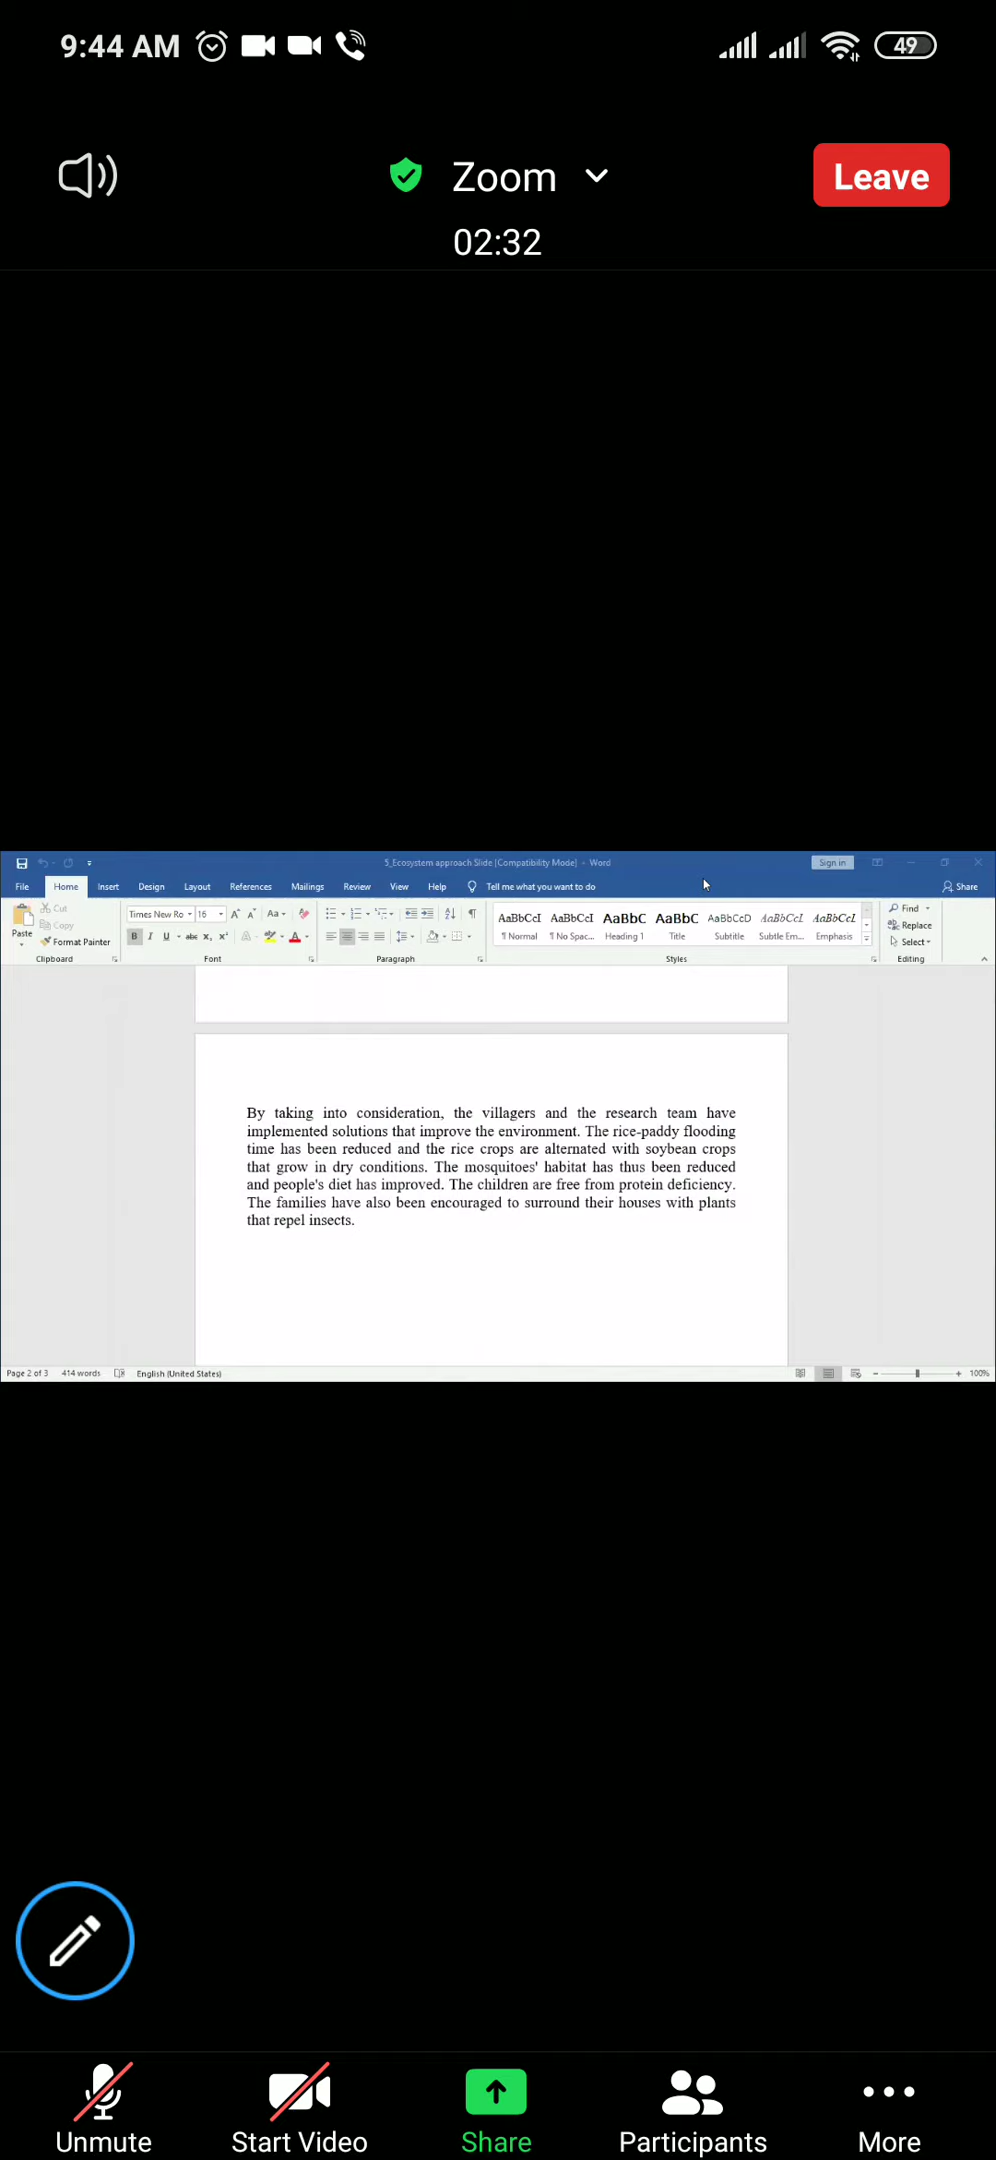 9:44 AM
49
Zoom
Leave
02:32
5_Ecosystem approach Slide [Compatibility Mode] - Word
Sign in
File Home Insert Design Layout References Mailings Review View Help Tell me what you want to do Share
Paste
Cut
Copy
Format Painter
Clipboard
Times New Ro 16
Font
Paragraph
AaBbCcI AaBbCcI AaBbC AaBbC AaBbCcD AaBbCcL AaBbCcL
¶ Normal ¶ No Spac... Heading 1 Title Subtitle Subtle Em... Emphasis
Styles
Find
Replace
Select
Editing
By taking into consideration, the villagers and the research team have
implemented solutions that improve the environment. The rice-paddy flooding
time has been reduced and the rice crops are alternated with soybean crops
that grow in dry conditions. The mosquitoes' habitat has thus been reduced
and people's diet has improved. The children are free from protein deficiency.
The families have also been encouraged to surround their houses with plants
that repel insects.
Page 2 of 3 414 words English (United States) 100%
Unmute Start Video Share Participants More